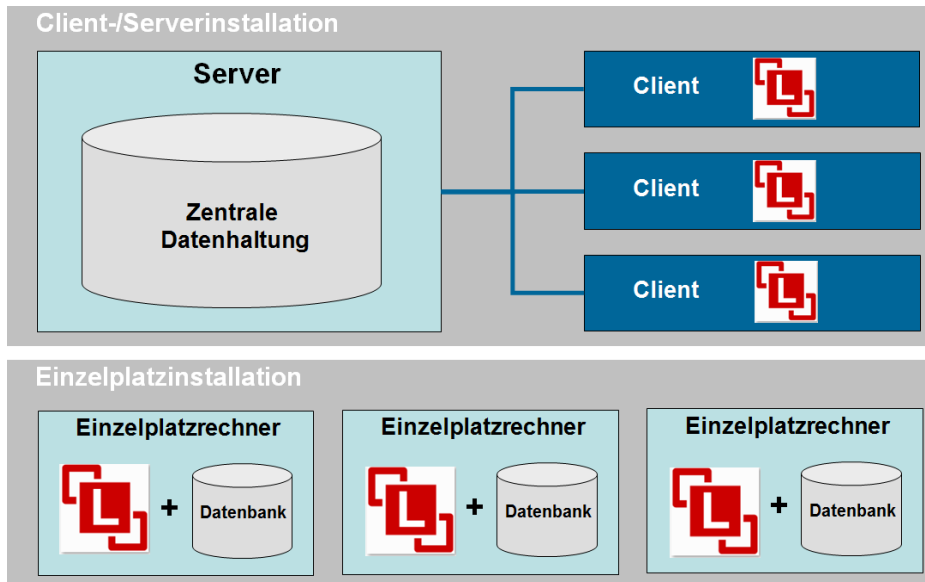 Client-/Serverinstallation
Server
Zentrale
Datenhaltung
Client
L
Client
L
Client
L
Einzelplatzinstallation
Einzelplatzrechner
L
+
Datenbank
Einzelplatzrechner
L
+
Datenbank
Einzelplatzrechner
L
+
Datenbank